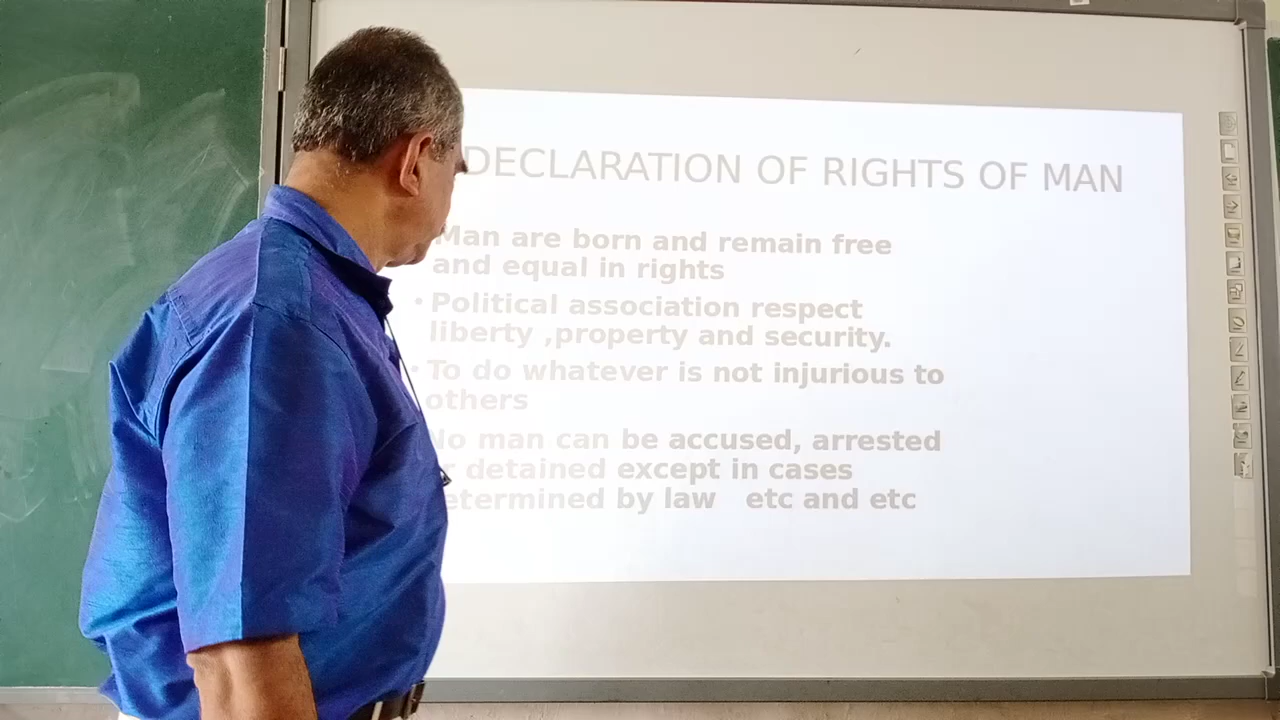 DECLARATION OF RIGHTS OF MAN
Man are born and remain free
and equal in rights
• Political association respect
liberty ,property and security.
• To do whatever is not injurious to
others
No man can be accused, arrested
detained except in cases
by law etc and etc